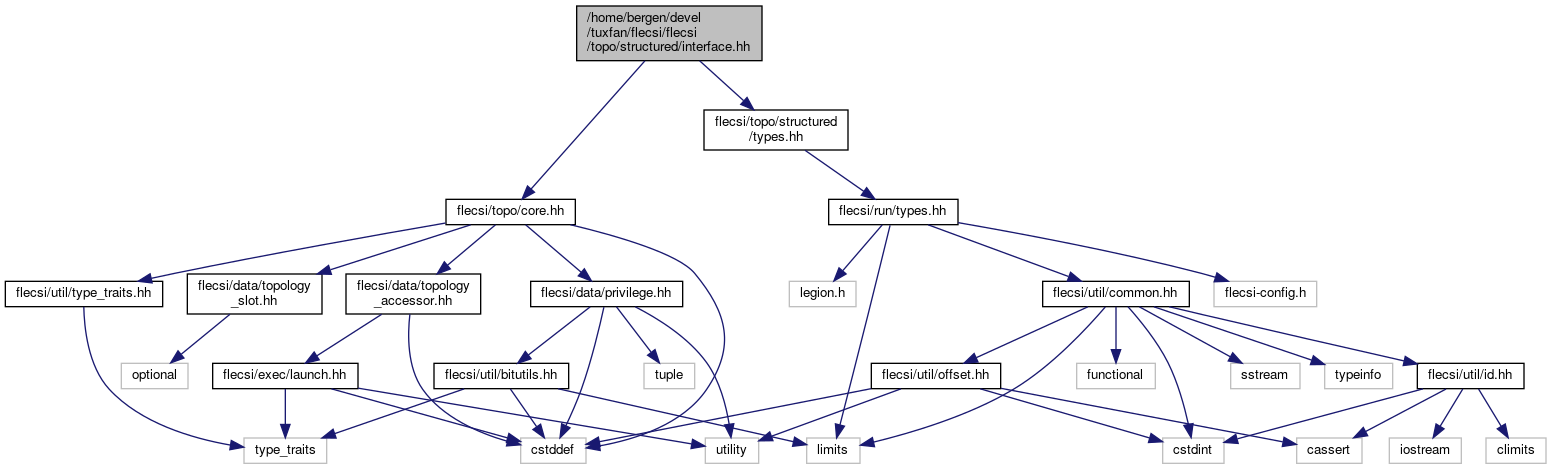 /home/bergen/devel
/tuxfan/flecsi/flecsi
/topo/structured/interface.hh
flecsi/topo/structured
/types.hh
flecsi/topo/core.hh
flecsi/run/types.hh
flecsi/util/type_traits.hh
flecsi/data/topology
_slot.hh
flecsi/data/topology
_accessor.hh
flecsi/data/privilege.hh
legion.h
flecsi/util/common.hh
flecsi-config.h
optional
flecsi/exec/launch.hh
flecsi/util/bitutils.hh
tuple
flecsi/util/offset.hh
functional
sstream
typeinfo
flecsi/util/id.hh
type_traits
cstddef
utility
limits
cstdint
cassert
iostream
climits